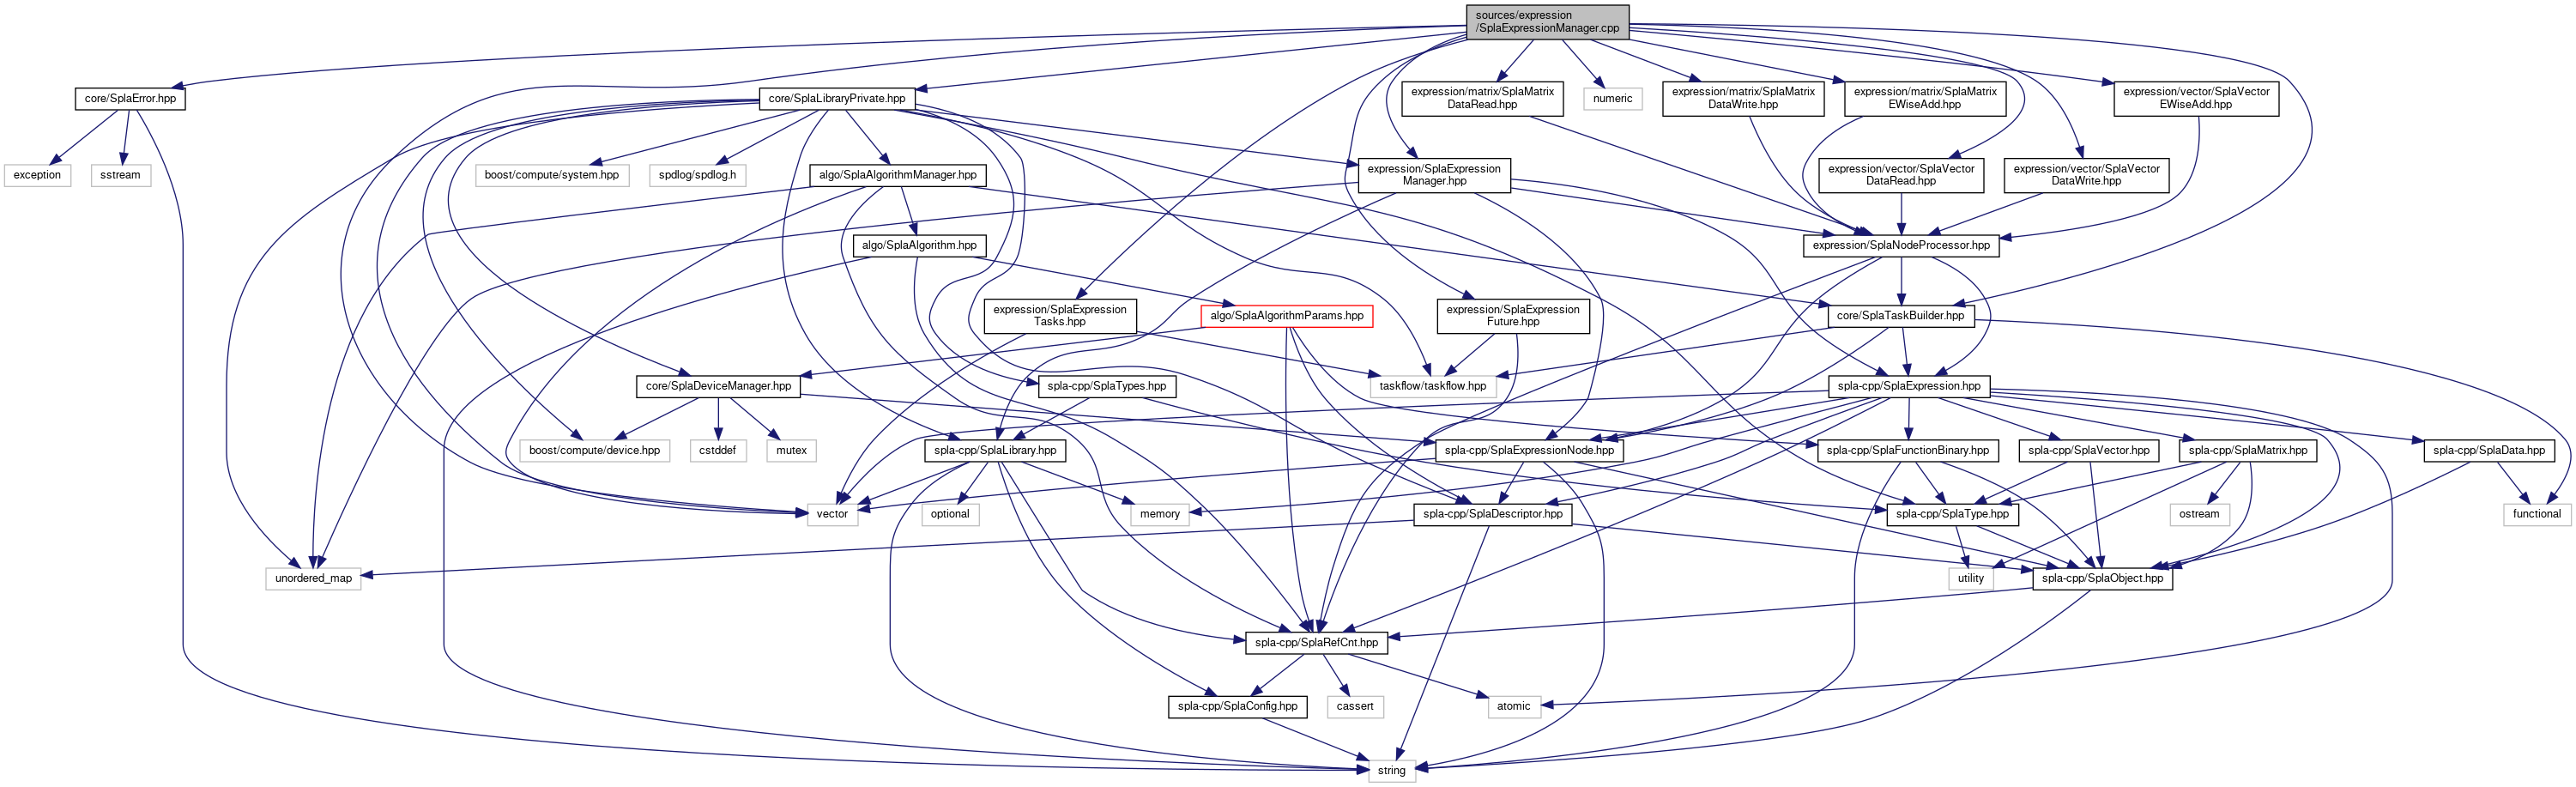 sources/expression
/SplaExpressionManager.cpp
core/SplaError.hpp
core/SplaLibraryPrivate.hpp
expression/matrix/SplaMatrix
DataRead.hpp
numeric
expression/matrix/SplaMatrix
DataWrite.hpp
expression/matrix/SplaMatrix
EWiseAdd.hpp
expression/vector/SplaVector
EWiseAdd.hpp
exception
sstream
boost/compute/system.hpp
spdlog/spdlog.h
algo/SplaAlgorithmManager.hpp
expression/SplaExpression
Manager.hpp
expression/vector/SplaVector
DataRead.hpp
expression/vector/SplaVector
DataWrite.hpp
algo/SplaAlgorithm.hpp
expression/SplaNodeProcessor.hpp
expression/SplaExpression
Tasks.hpp
algo/SplaAlgorithmParams.hpp
expression/SplaExpression
Future.hpp
core/SplaTaskBuilder.hpp
core/SplaDeviceManager.hpp
spla-cpp/SplaTypes.hpp
taskflow/taskflow.hpp
spla-cpp/SplaExpression.hpp
boost/compute/device.hpp
cstddef
mutex
spla-cpp/SplaLibrary.hpp
spla-cpp/SplaExpressionNode.hpp
spla-cpp/SplaFunctionBinary.hpp
spla-cpp/SplaVector.hpp
spla-cpp/SplaMatrix.hpp
spla-cpp/SplaData.hpp
vector
optional
memory
spla-cpp/SplaDescriptor.hpp
spla-cpp/SplaType.hpp
ostream
functional
unordered_map
utility
spla-cpp/SplaObject.hpp
spla-cpp/SplaRefCnt.hpp
spla-cpp/SplaConfig.hpp
cassert
atomic
string